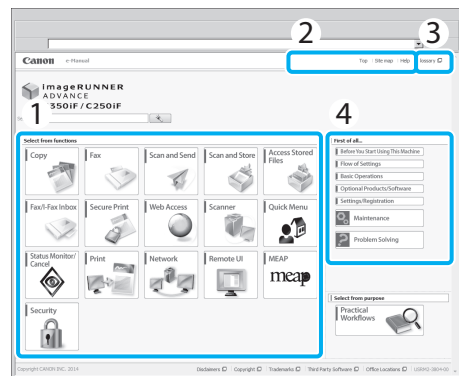 2
3
Canon e-Manual
Top Site map Help
imageRUNNER
ADVANCE
350iF / C250iF
1
4
Select from functions
Copy
Fax
Scan and Send
Scan and Store
Access Stored
Files
Fax/I-Fax Inbox
Secure Print
Web Access
Scanner
Quick Menu
Status Monitor/
Cancel
Print
Network
Remote UI
MEAP
meap
Security
First of all...
Before You Start Using This Machine
Flow of Settings
Basic Operations
Optional Products/Software
Settings/Registration
Maintenance
Problem Solving
Select from purpose
Practical
Workflows
Copyright CANON INC. 2014
Disclaimers Copyright Trademarks Third Party Software Office Locations